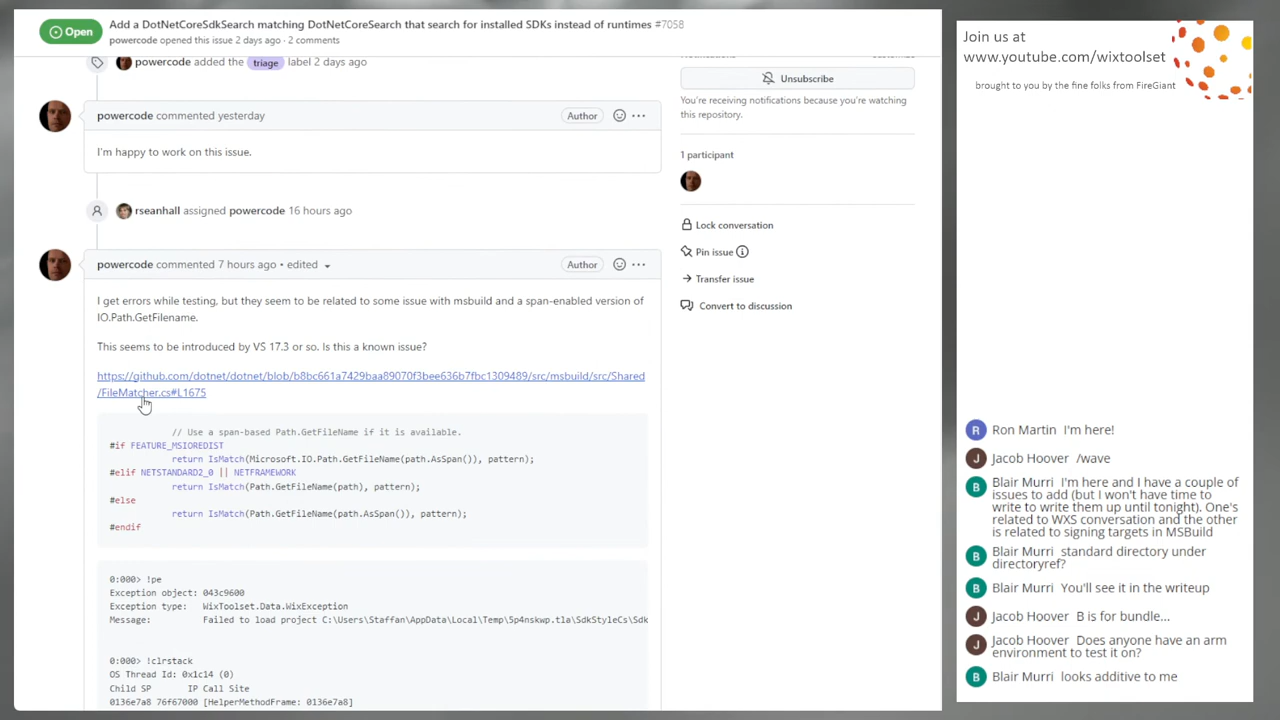 Open
Add a DotNetCoreSdkSearch matching DotNetCoreSearch that search for installed SDKs instead of runtimes #7058
powercode opened this issue 2 days ago · 2 comments
powercode added the triage label 2 days ago
powercode commented yesterday
Author
I'm happy to work on this issue.
rseanhall assigned powercode 16 hours ago
powercode commented 7 hours ago • edited
Author
I get errors while testing, but they seem to be related to some issue with msbuild and a span-enabled version of
IO.Path.GetFilename.
This seems to be introduced by VS 17.3 or so. Is this a known issue?
https://github.com/dotnet/dotnet/blob/b8bc661a7429baa89070f3bee636b7fbc1309489/src/msbuild/src/Shared
/FileMatcher.cs#L1675
// Use a span-based Path.GetFileName if it is available.
#if FEATURE_MSIOREDIST
return IsMatch(Microsoft.IO.Path.GetFileName(path.AsSpan()), pattern);
#elif NETSTANDARD2_0 || NETFRAMEWORK
return IsMatch(Path.GetFileName(path), pattern);
#else
return IsMatch(Path.GetFileName(path.AsSpan()), pattern);
#endif
0:000> !pe
Exception object: 043c9600
Exception type: WixToolset.Data.WixException
Message: Failed to load project C:\Users\Staffan\AppData\Local\Temp\5p4nskwp.tla\SdkStyleCs\Sdk
0:000> !clrstack
OS Thread Id: 0x1c14 (0)
Child SP IP Call Site
0136e7a8 76f67000 [HelperMethodFrame: 0136e7a8]
Unsubscribe
You're receiving notifications because you're watching
this repository.
1 participant
Lock conversation
Pin issue
Transfer issue
Convert to discussion
Join us at
www.youtube.com/wixtoolset
brought to you by the fine folks from FireGiant
R Ron Martin I'm here!
J Jacob Hoover /wave
B Blair Murri I'm here and I have a couple of
issues to add (but I won't have time to
write to write them up until tonight). One's
related to WXS conversation and the other
is related to signing targets in MSBuild
B Blair Murri standard directory under
directoryref?
B Blair Murri You'll see it in the writeup
J Jacob Hoover B is for bundle...
J Jacob Hoover Does anyone have an arm
environment to test it on?
B Blair Murri looks additive to me